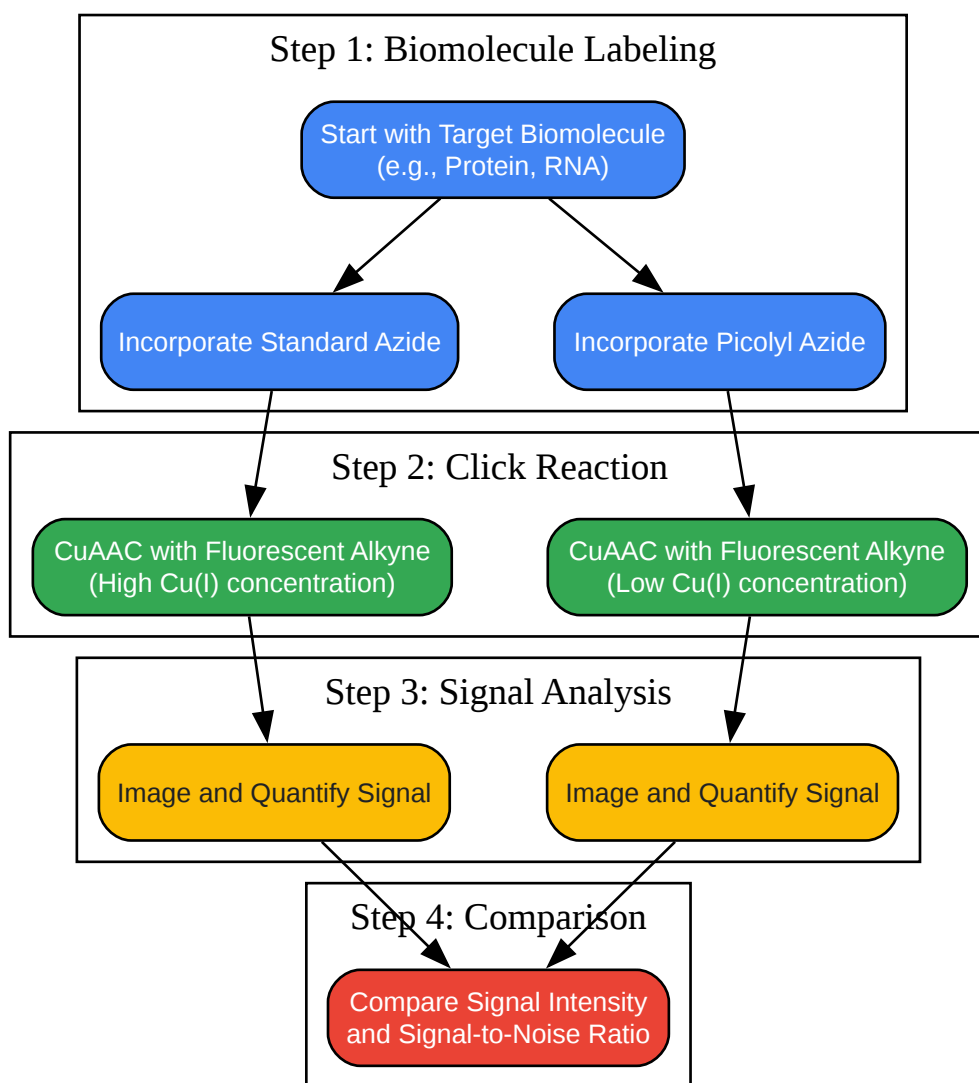 Step 1: Biomolecule Labeling
Start with Target Biomolecule
(e.g., Protein, RNA)
Incorporate Standard Azide
Incorporate Picolyl Azide
Step 2: Click Reaction
CuAAC with Fluorescent Alkyne
(High Cu(I) concentration)
CuAAC with Fluorescent Alkyne
(Low Cu(I) concentration)
Step 3: Signal Analysis
Image and Quantify Signal
Image and Quantify Signal
Step 4: Comparison
Compare Signal Intensity
and Signal-to-Noise Ratio